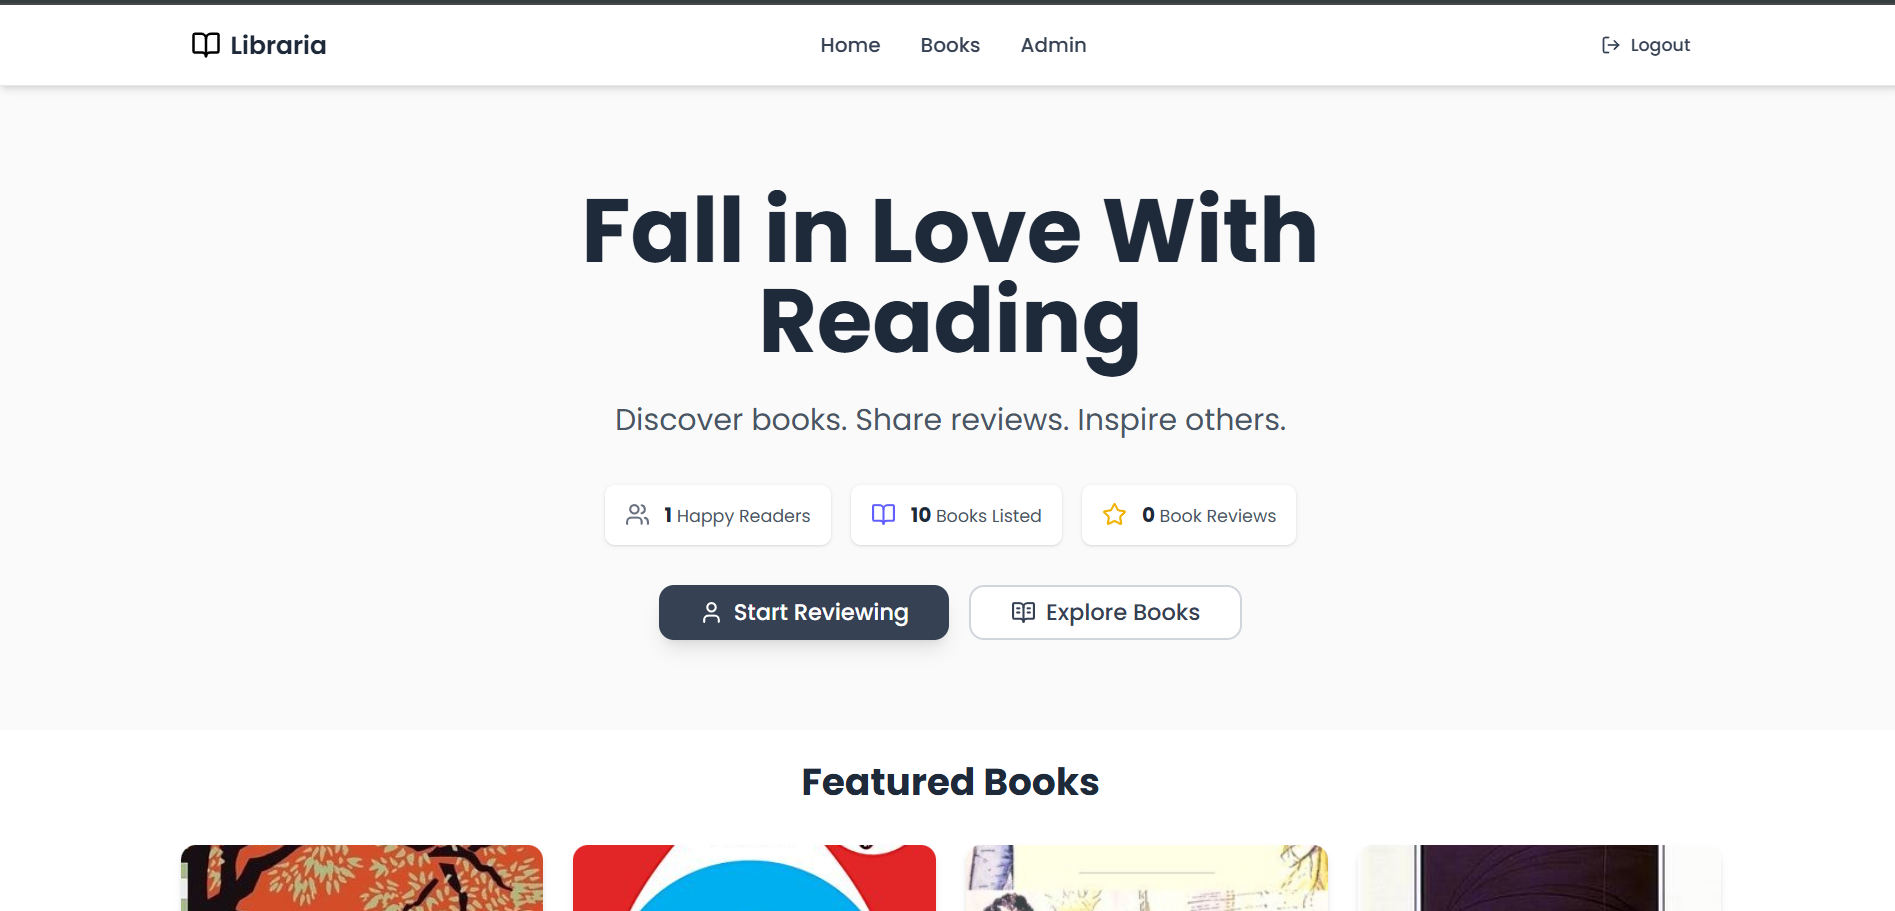 Libraria
Home
Books
Admin
Logout
Fall in Love With
Reading
Discover books. Share reviews. Inspire others.
1 Happy Readers
10 Books Listed
0 Book Reviews
Start Reviewing
Explore Books
Featured Books